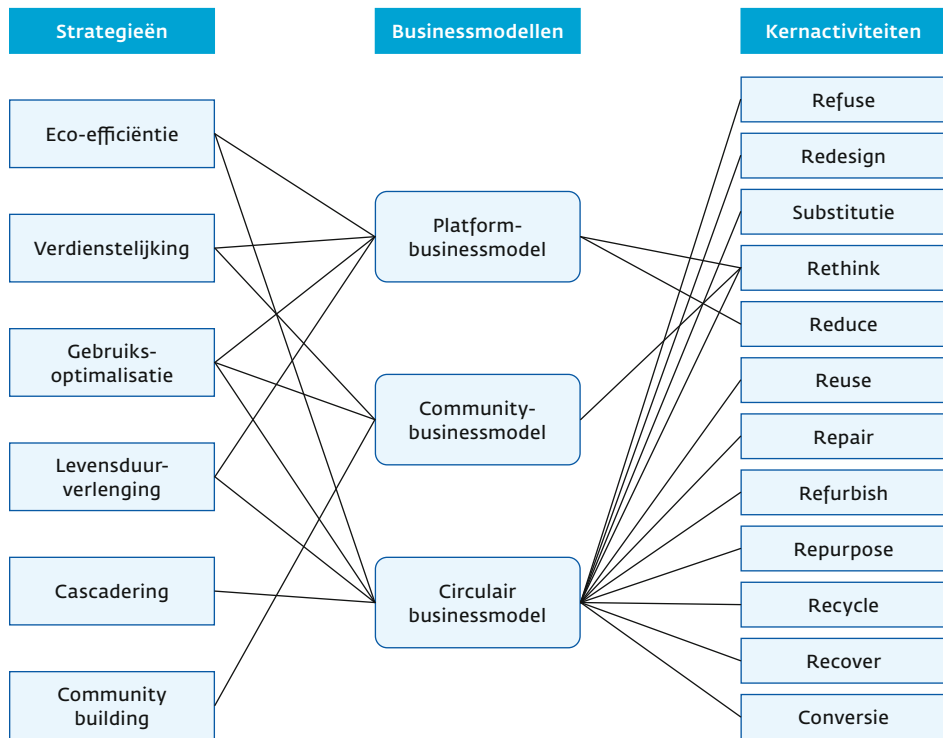 Strategieën
Businessmodellen
Kernactiviteiten
Eco-efficiëntie
Verdienstelijking
Gebruiks-
optimalisatie
Levensduur-
verlenging
Cascadering
Community
building
Platform-
businessmodel
Community-
businessmodel
Circulair
businessmodel
Refuse
Redesign
Substitutie
Rethink
Reduce
Reuse
Repair
Refurbish
Repurpose
Recycle
Recover
Conversie